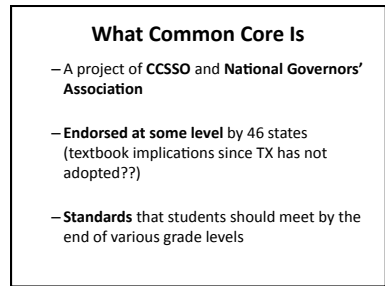 What Common Core Is
– A project of CCSSO and National Governors’
Association
– Endorsed at some level by 46 states
(textbook implications since TX has not
adopted??)
– Standards that students should meet by the
end of various grade levels